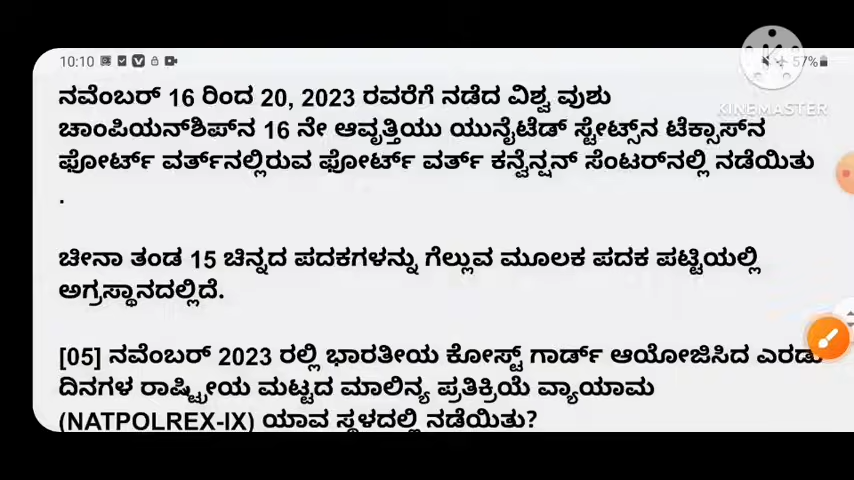 10:10
57%
KINEMASTER
ನವೆಂಬರ್ 16 ರಿಂದ 20, 2023 ರವರೆಗೆ ನಡೆದ ವಿಶ್ವ ವುಶು
ಚಾಂಪಿಯನ್‌ಶಿಪ್‌ನ 16 ನೇ ಆವೃತ್ತಿಯು ಯುನೈಟೆಡ್ ಸ್ಟೇಟ್ಸ್‌ನ ಟೆಕ್ಸಾಸ್‌ನ
ಫೋರ್ಟ್ ವರ್ತ್‌ನಲ್ಲಿರುವ ಫೋರ್ಟ್ ವರ್ತ್ ಕನ್ವೆನ್ಷನ್ ಸೆಂಟರ್‌ನಲ್ಲಿ ನಡೆಯಿತು
.
ಚೀನಾ ತಂಡ 15 ಚಿನ್ನದ ಪದಕಗಳನ್ನು ಗೆಲ್ಲುವ ಮೂಲಕ ಪದಕ ಪಟ್ಟಿಯಲ್ಲಿ
ಅಗ್ರಸ್ಥಾನದಲ್ಲಿದೆ.
[05] ನವೆಂಬರ್ 2023 ರಲ್ಲಿ ಭಾರತೀಯ ಕೋಸ್ಟ್ ಗಾರ್ಡ್ ಆಯೋಜಿಸಿದ ಎರಡು
ದಿನಗಳ ರಾಷ್ಟ್ರೀಯ ಮಟ್ಟದ ಮಾಲಿನ್ಯ ಪ್ರತಿಕ್ರಿಯೆ ವ್ಯಾಯಾಮ
(NATPOLREX-IX) ಯಾವ ಸ್ಥಳದಲ್ಲಿ ನಡೆಯಿತು?